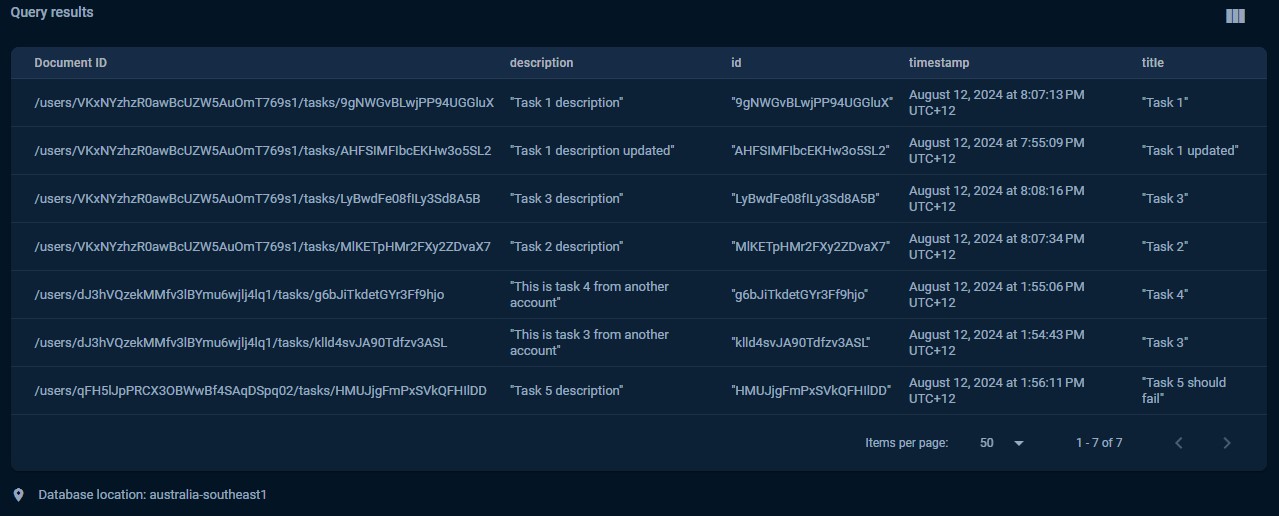 Query results
Document ID description id timestamp title
/users/VKxNYzhzR0awBcUZW5AuOmT769s1/tasks/9gNWGvBLwjPP94UGGluX "Task 1 description" "9gNWGvBLwjPP94UGGluX" August 12, 2024 at 8:07:13 PM UTC+12 "Task 1"
/users/VKxNYzhzR0awBcUZW5AuOmT769s1/tasks/AHFSIMFIbcEKHw3o5SL2 "Task 1 description updated" "AHFSIMFIbcEKHw3o5SL2" August 12, 2024 at 7:55:09 PM UTC+12 "Task 1 updated"
/users/VKxNYzhzR0awBcUZW5AuOmT769s1/tasks/LyBwdFe08fILy3Sd8A5B "Task 3 description" "LyBwdFe08fILy3Sd8A5B" August 12, 2024 at 8:08:16 PM UTC+12 "Task 3"
/users/VKxNYzhzR0awBcUZW5AuOmT769s1/tasks/MlKETpHMr2FXy2ZDvaX7 "Task 2 description" "MlKETpHMr2FXy2ZDvaX7" August 12, 2024 at 8:07:34 PM UTC+12 "Task 2"
/users/dJ3hVQzekMMfv3lBYmu6wjlj4lq1/tasks/g6bJiTkdetGYr3Ff9hjo "This is task 4 from another account" "g6bJiTkdetGYr3Ff9hjo" August 12, 2024 at 1:55:06 PM UTC+12 "Task 4"
/users/dJ3hVQzekMMfv3lBYmu6wjlj4lq1/tasks/klld4svJA90Tdfzv3ASL "This is task 3 from another account" "klld4svJA90Tdfzv3ASL" August 12, 2024 at 1:54:43 PM UTC+12 "Task 3"
/users/qFH5lJpPRCX3OBWwBf4SAqDSpq02/tasks/HMUJjgFmPxSVkQFHIlDD "Task 5 description" "HMUJjgFmPxSVkQFHIlDD" August 12, 2024 at 1:56:11 PM UTC+12 "Task 5 should fail"
Items per page: 50 1 - 7 of 7
Database location: australia-southeast1